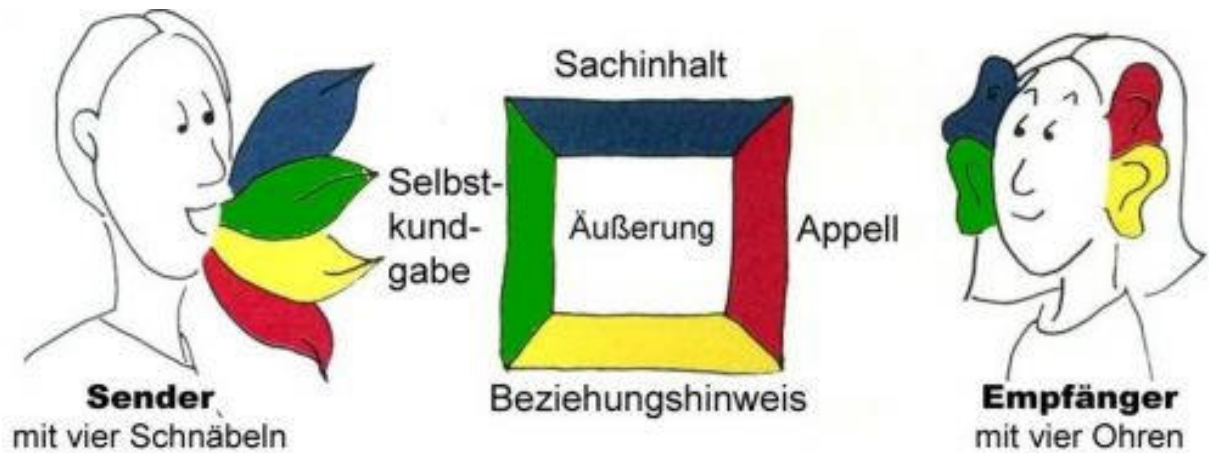 Sachinhalt
Selbst-
kund-
gabe
Äußerung
Appell
Beziehungshinweis
Sender
mit vier Schnäbeln
Empfänger
mit vier Ohren